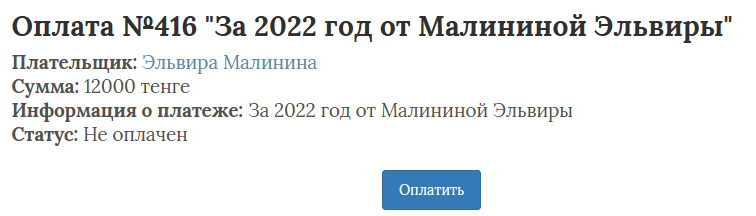 Оплата №416 "За 2022 год от Малининой Эльвиры"
Плательщик: Эльвира Малинина
Сумма: 12000 тенге
Информация о платеже: За 2022 год от Малининой Эльвиры
Статус: Не оплачен
Оплатить